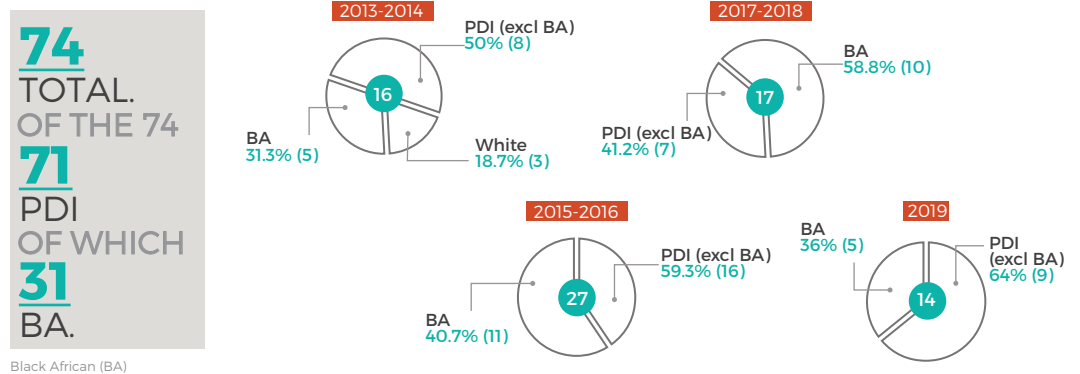 74
TOTAL.
OF THE 74
71
PDI
OF WHICH
31
BA.
Black African (BA)
2013-2014
PDI (excl BA)
50% (8)
16
BA
31.3% (5)
White
18.7% (3)
2017-2018
BA
58.8% (10)
17
PDI (excl BA)
41.2% (7)
2015-2016
PDI (excl BA)
59.3% (16)
27
BA
40.7% (11)
2019
BA
36% (5)
PDI
(excl BA)
64% (9)
14